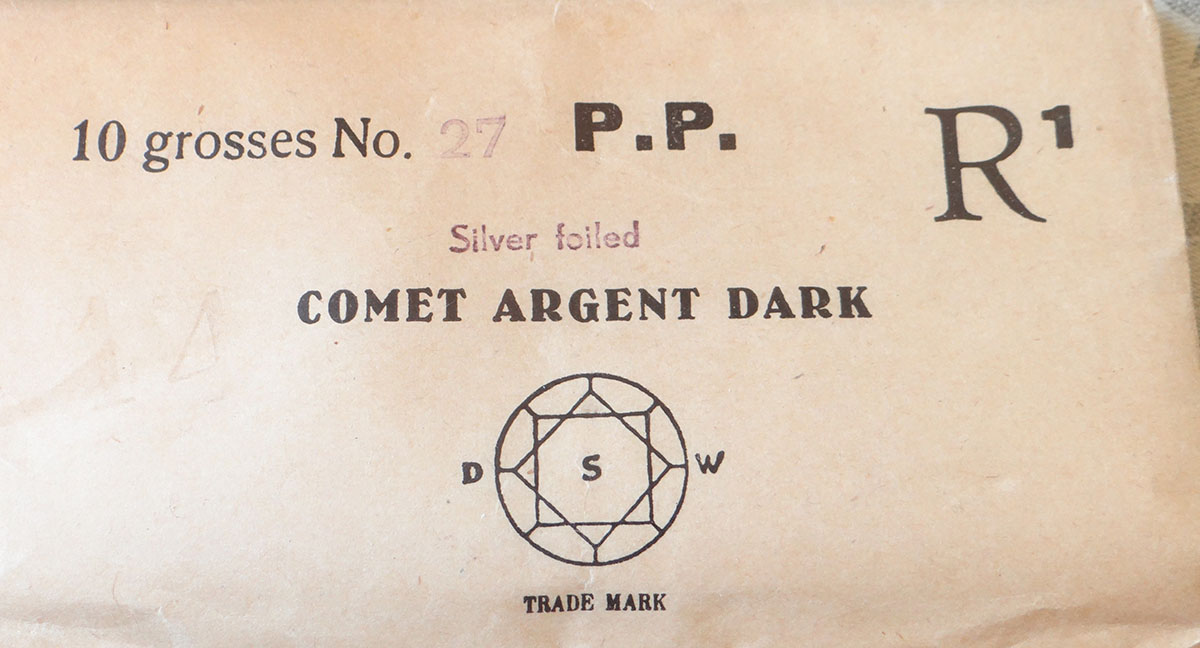 10 grosses No. 27 P.P. R¹
Silver foiled
COMET ARGENT DARK
D S W
TRADE MARK